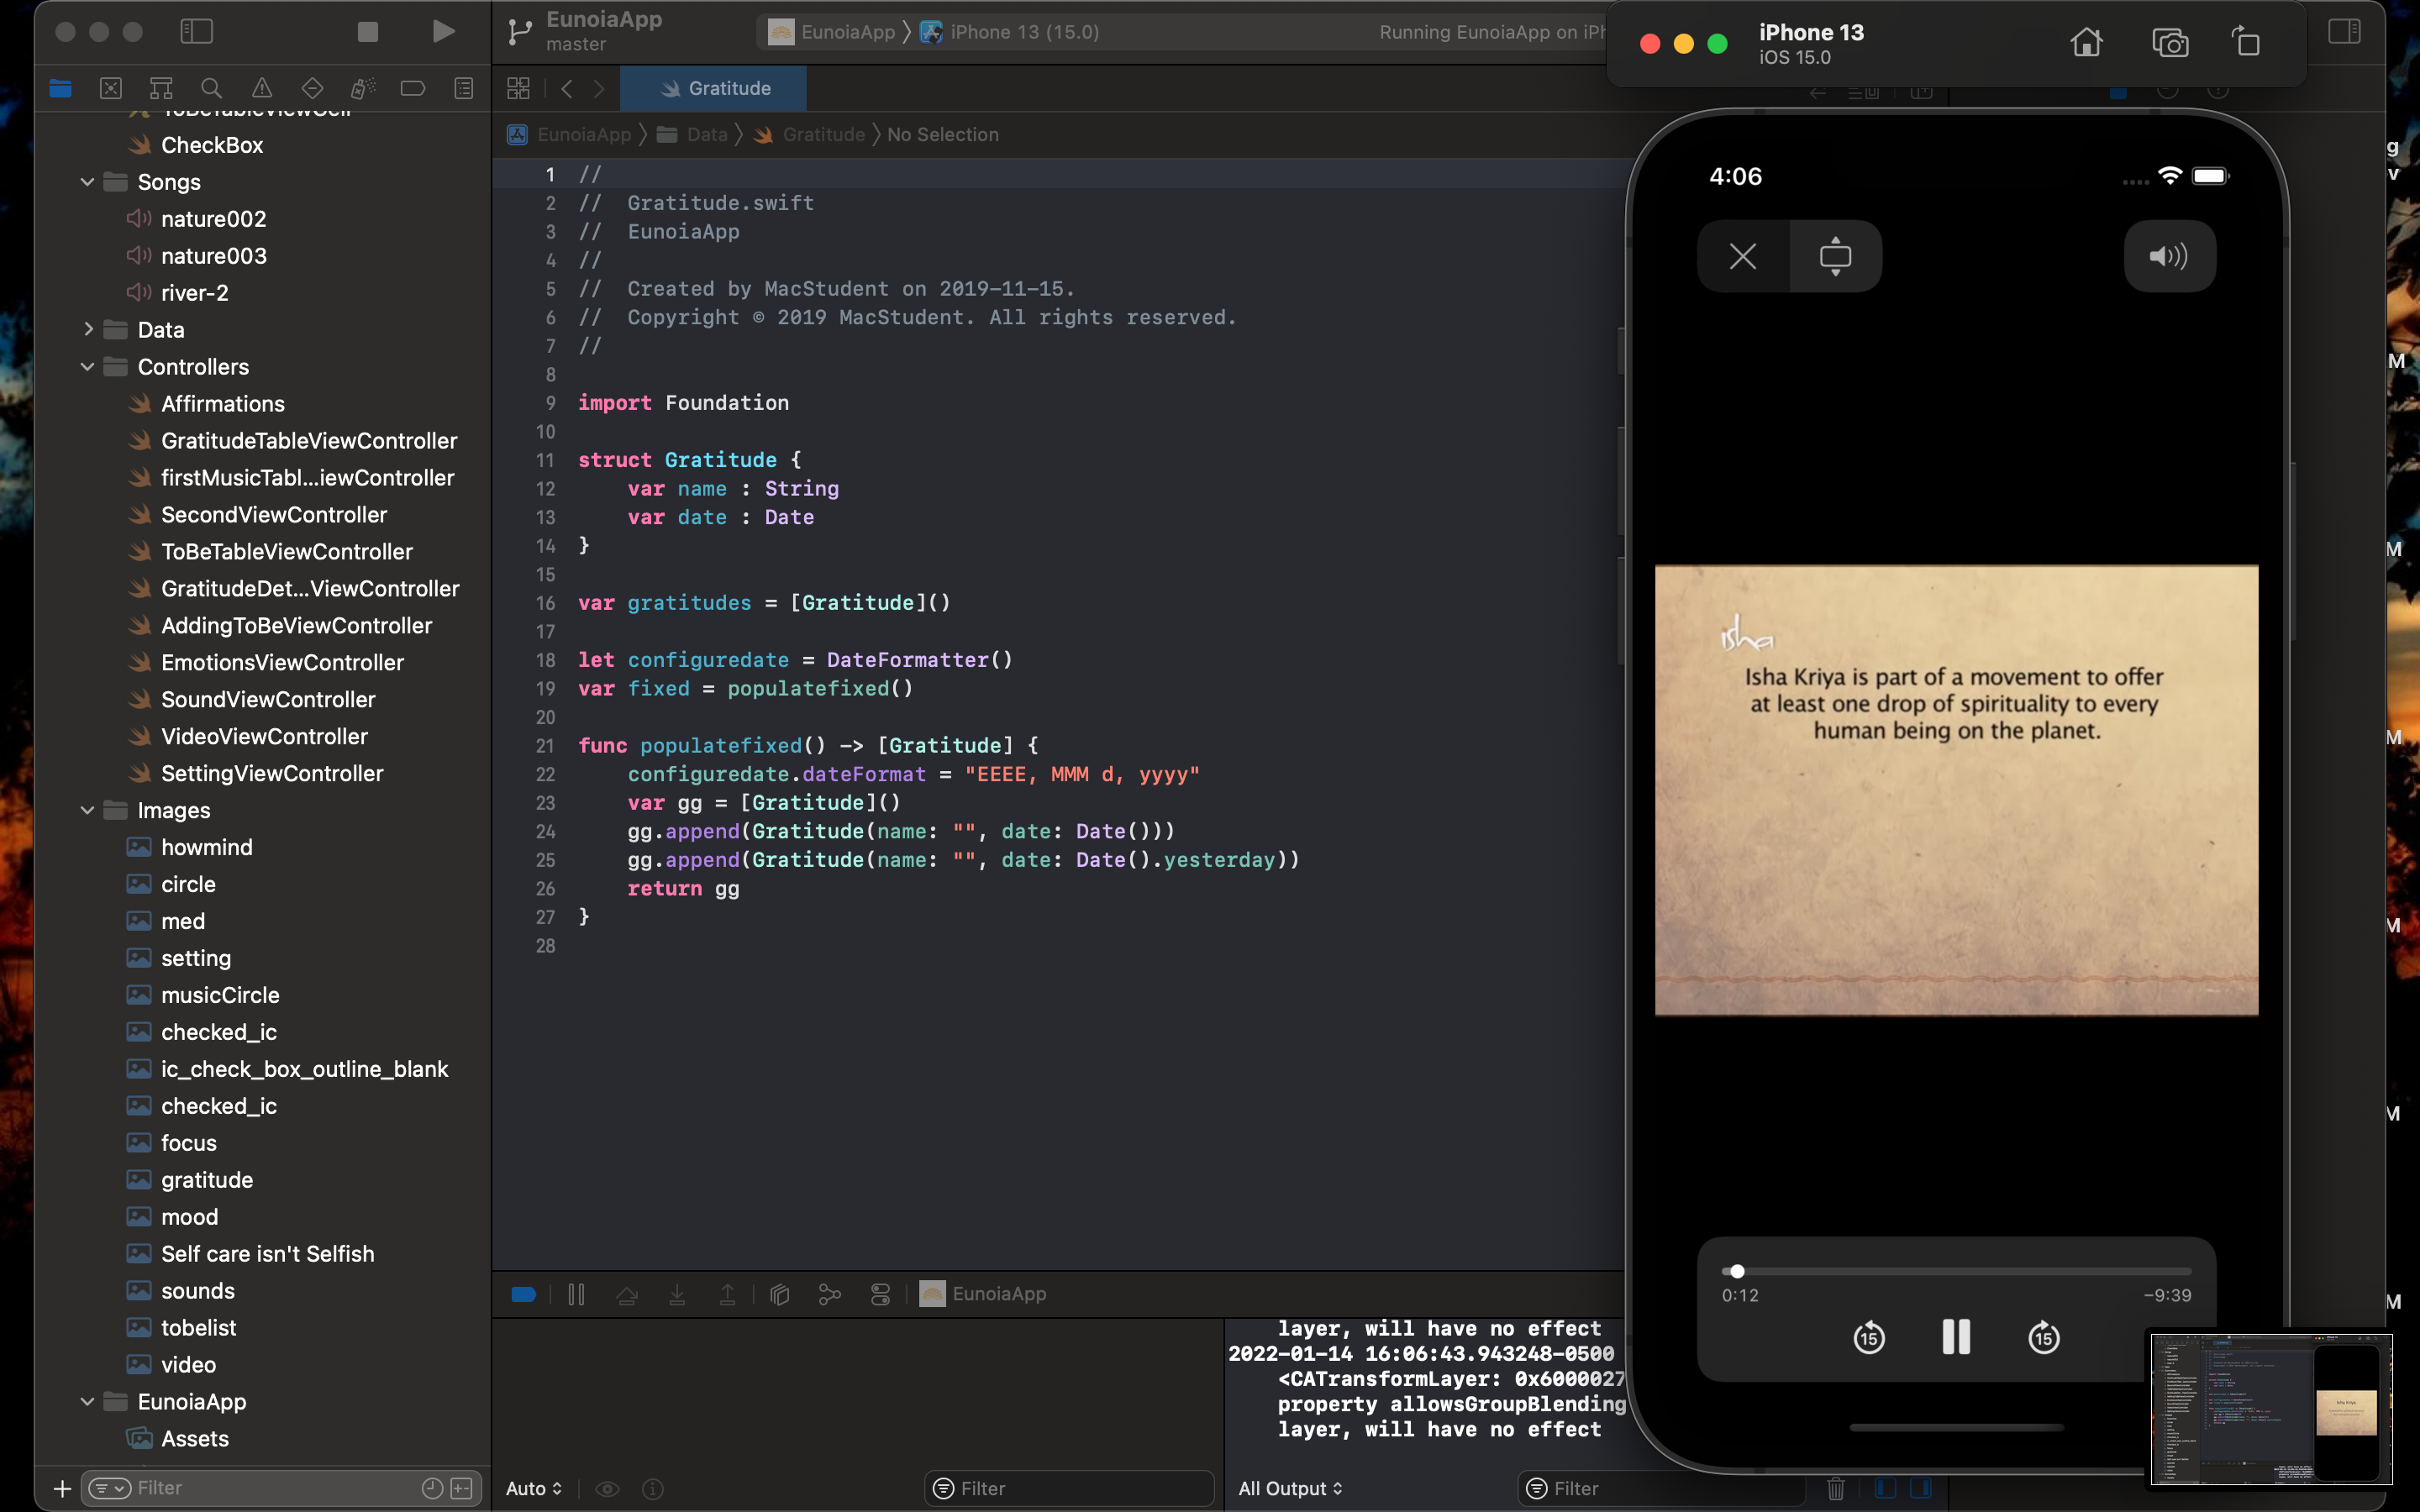 EunoiaApp
master
EunoiaApp
iPhone 13 (15.0)
Running EunoiaApp on iPh
iPhone 13
iOS 15.0
Gratitude
EunoiaApp
Data
Gratitude
No Selection
ToBeTableViewCell
CheckBox
Songs
nature002
nature003
river-2
Data
Controllers
Affirmations
GratitudeTableViewController
firstMusicTabl...iewController
SecondViewController
ToBeTableViewController
GratitudeDet...ViewController
AddingToBeViewController
EmotionsViewController
SoundViewController
VideoViewController
SettingViewController
Images
howmind
circle
med
setting
musicCircle
checked_ic
ic_check_box_outline_blank
checked_ic
focus
gratitude
mood
Self care isn't Selfish
sounds
tobelist
video
EunoiaApp
Assets
Filter
1 //
2 //  Gratitude.swift
3 //  EunoiaApp
4 //
5 //  Created by MacStudent on 2019-11-15.
6 //  Copyright © 2019 MacStudent. All rights reserved.
7 //
8
9 import Foundation
10
11 struct Gratitude {
12     var name : String
13     var date : Date
14 }
15
16 var gratitudes = [Gratitude]()
17
18 let configuredate = DateFormatter()
19 var fixed = populatefixed()
20
21 func populatefixed() -> [Gratitude] {
22     configuredate.dateFormat = "EEEE, MMM d, yyyy"
23     var gg = [Gratitude]()
24     gg.append(Gratitude(name: "", date: Date()))
25     gg.append(Gratitude(name: "", date: Date().yesterday))
26     return gg
27 }
28
EunoiaApp
layer, will have no effect
2022-01-14 16:06:43.943248-0500
<CATransformLayer: 0x6000027
property allowsGroupBlending
layer, will have no effect
Auto
Filter
All Output
Filter
4:06
isha
Isha Kriya is part of a movement to offer
at least one drop of spirituality to every
human being on the planet.
0:12
-9:39
15
15
g
v
M
M
M
M
M
M